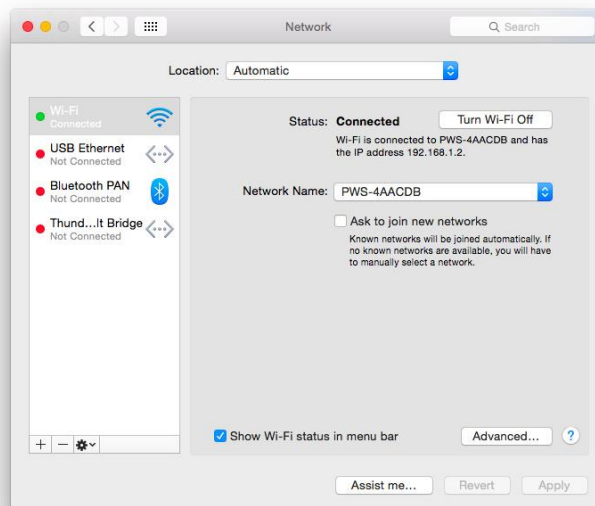 Network
Search
Location: Automatic
Wi-Fi
Connected
USB Ethernet
Not Connected
Bluetooth PAN
Not Connected
Thund...lt Bridge
Not Connected
Status: Connected
Turn Wi-Fi Off
Wi-Fi is connected to PWS-4AACDB and has
the IP address 192.168.1.2.
Network Name: PWS-4AACDB
Ask to join new networks
Known networks will be joined automatically. If
no known networks are available, you will have
to manually select a network.
Show Wi-Fi status in menu bar
Advanced...
?
Assist me...
Revert
Apply